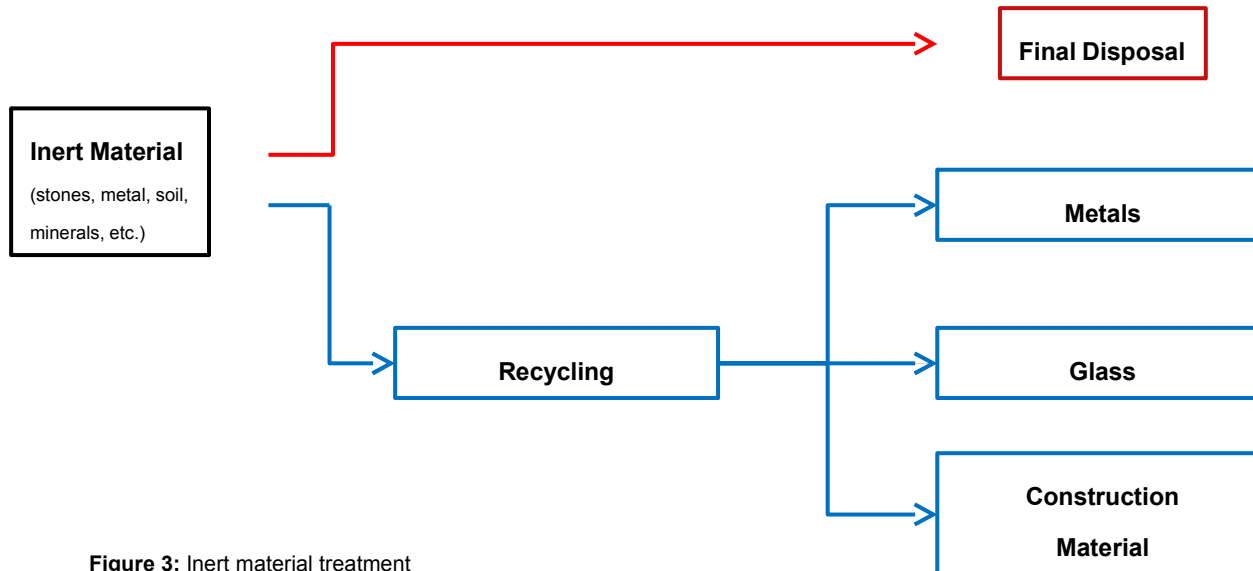 Final Disposal
Inert Material
(stones, metal, soil,
minerals, etc.)
Metals
Recycling
Glass
Construction
Material
Figure 3: Inert material treatment